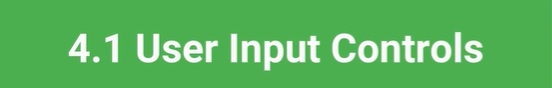 4.1 User Input Controls